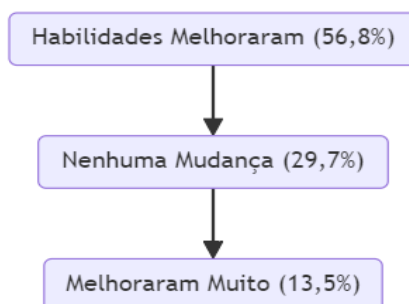 Habilidades Melhoraram (56,8%)
Nenhuma Mudança (29,7%)
Melhoraram Muito (13,5%)